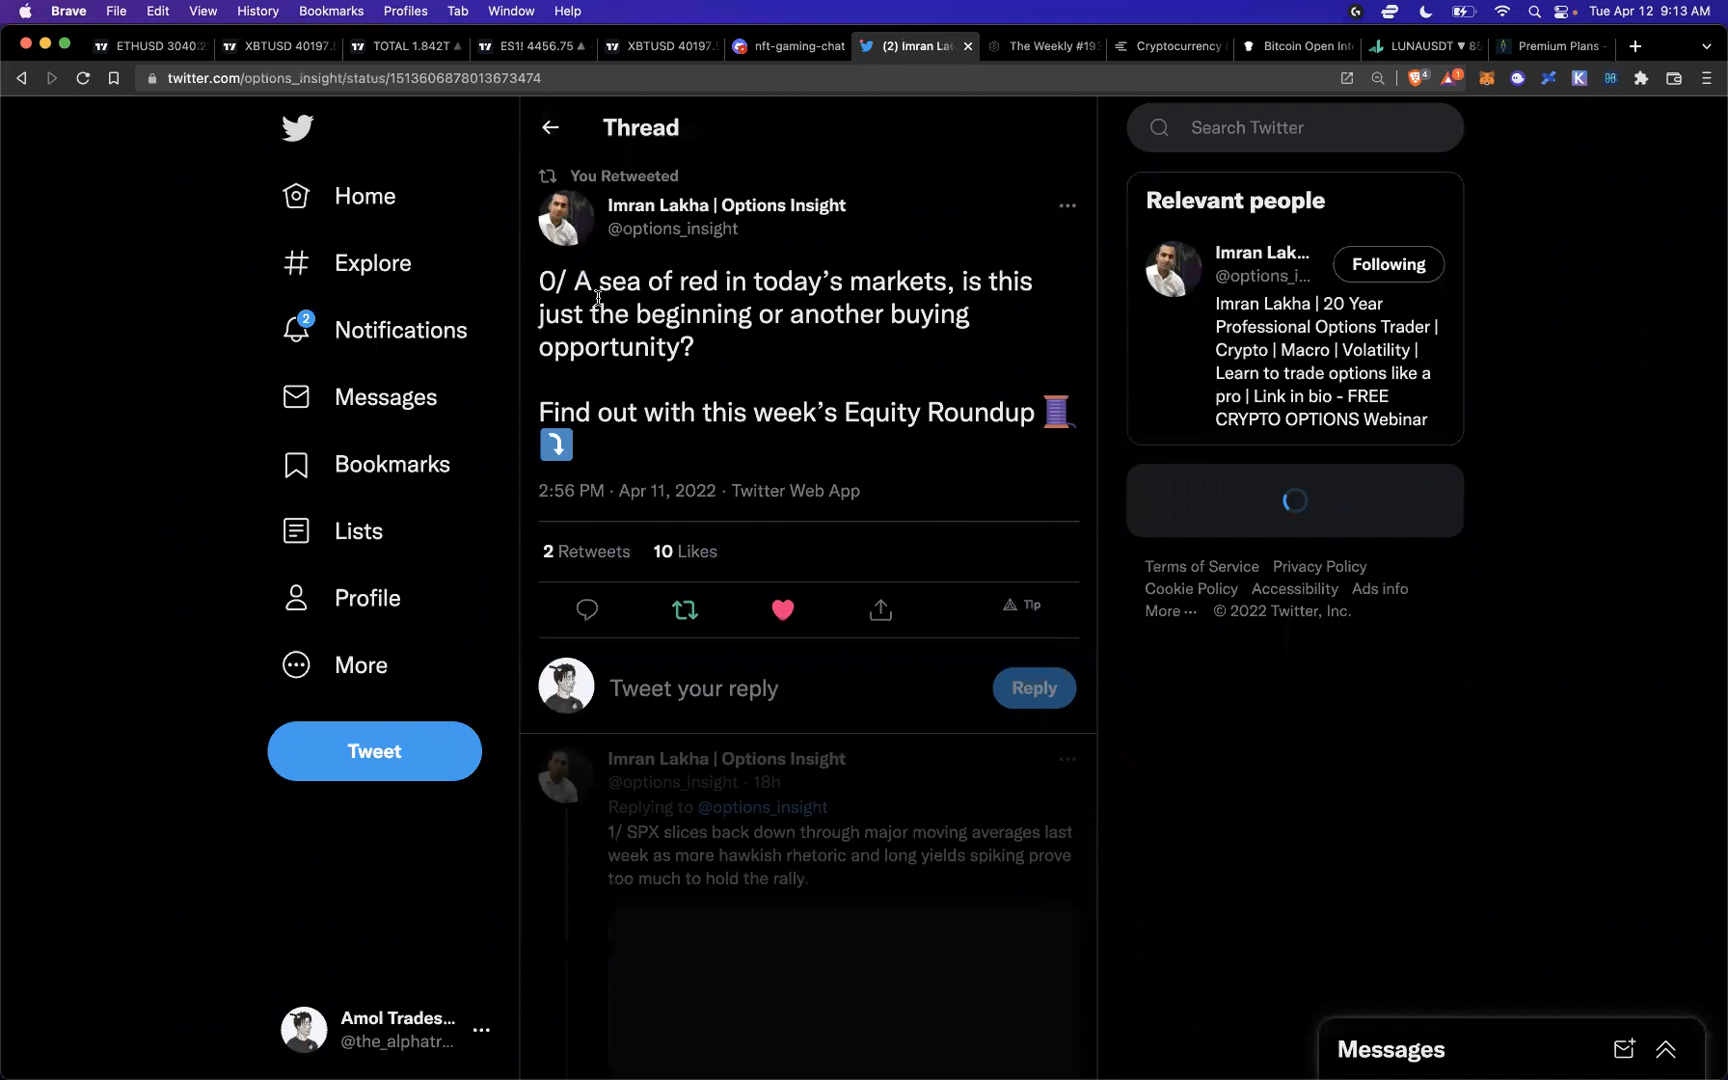 Brave File Edit View History Bookmarks Profiles Tab Window Help Tue Apr 12 9:13 AM
ETHUSD 3040.2 XBTUSD 40197. TOTAL 1.842T ▲ ES1! 4456.75 ▲ XBTUSD 40197. nft-gaming-chat (2) Imran La The Weekly #19 Cryptocurrency Bitcoin Open Int LUNAUSDT ▼ 8 Premium Plans -
twitter.com/options_insight/status/1513606878013673474 4 1
Home
Explore
2
Notifications
Messages
Bookmarks
Lists
Profile
More
Tweet
Amol Trades...
@the_alphatr...
Thread
You Retweeted
Imran Lakha | Options Insight
@options_insight
0/ A sea of red in today’s markets, is this
just the beginning or another buying
opportunity?
Find out with this week’s Equity Roundup 🧵
⤵️
2:56 PM · Apr 11, 2022 · Twitter Web App
2 Retweets 10 Likes
Tip
Tweet your reply
Reply
Imran Lakha | Options Insight
@options_insight · 18h
Replying to @options_insight
1/ SPX slices back down through major moving averages last
week as more hawkish rhetoric and long yields spiking prove
too much to hold the rally.
Search Twitter
Relevant people
Imran Lak...
@options_i...
Following
Imran Lakha | 20 Year
Professional Options Trader |
Crypto | Macro | Volatility |
Learn to trade options like a
pro | Link in bio - FREE
CRYPTO OPTIONS Webinar
Terms of Service Privacy Policy
Cookie Policy Accessibility Ads info
More ··· © 2022 Twitter, Inc.
Messages